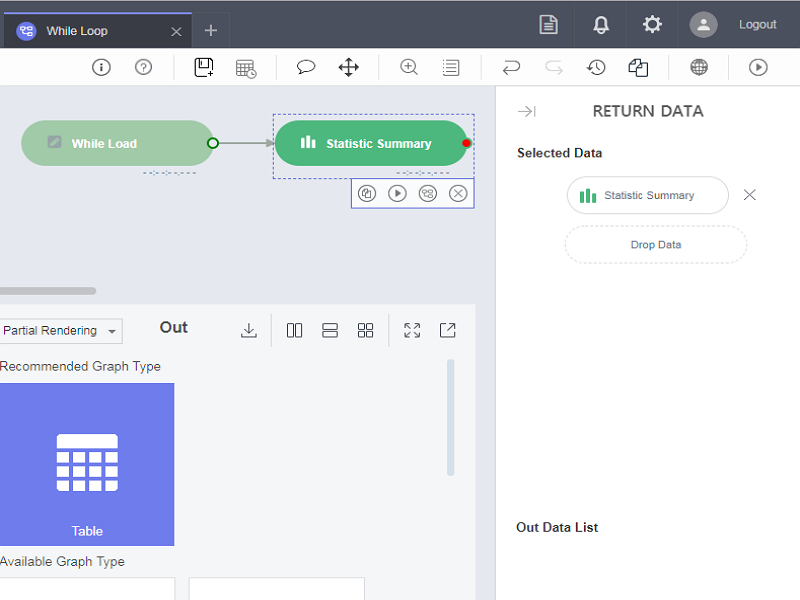 While Loop
Logout
While Load
Statistic Summary
RETURN DATA
Selected Data
Statistic Summary
Drop Data
Partial Rendering
Out
Recommended Graph Type
Table
Available Graph Type
Out Data List